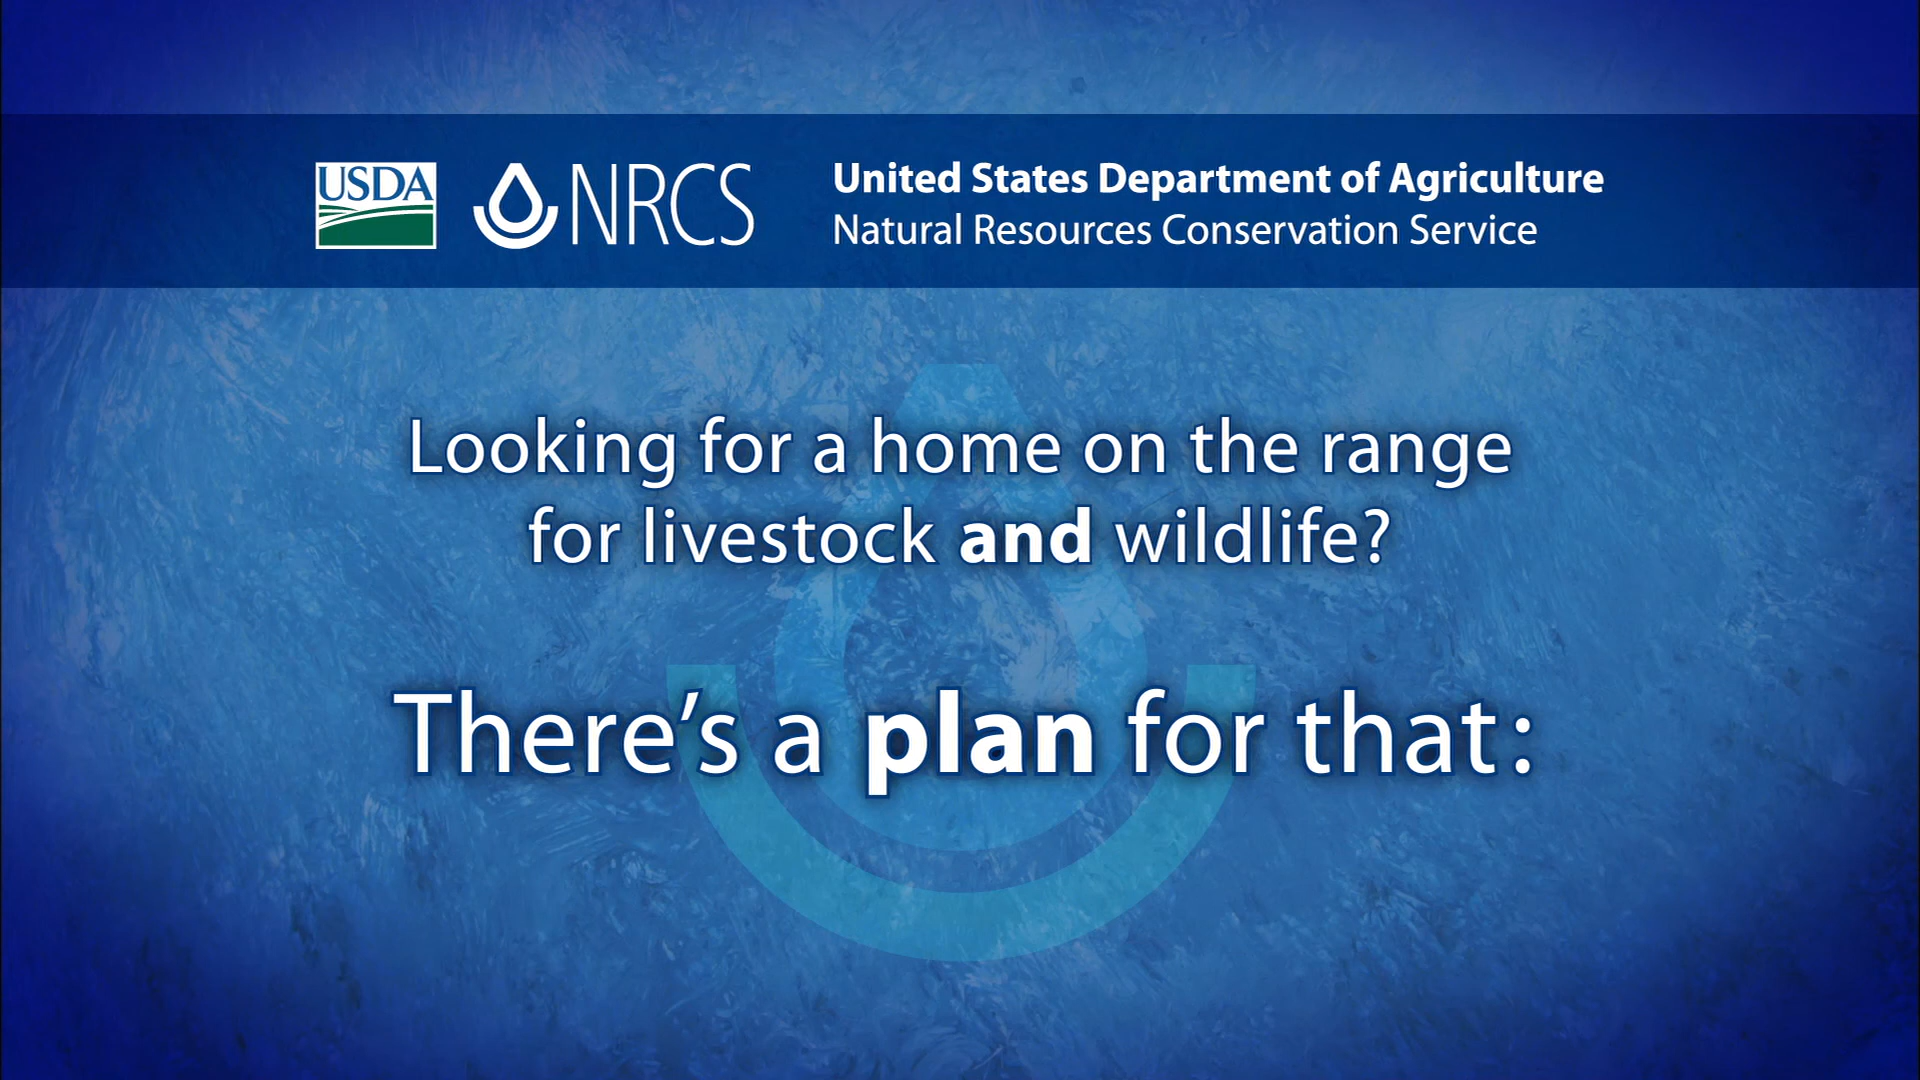 USDA NRCS
United States Department of Agriculture
Natural Resources Conservation Service
Looking for a home on the range
for livestock and wildlife?
There’s a plan for that: